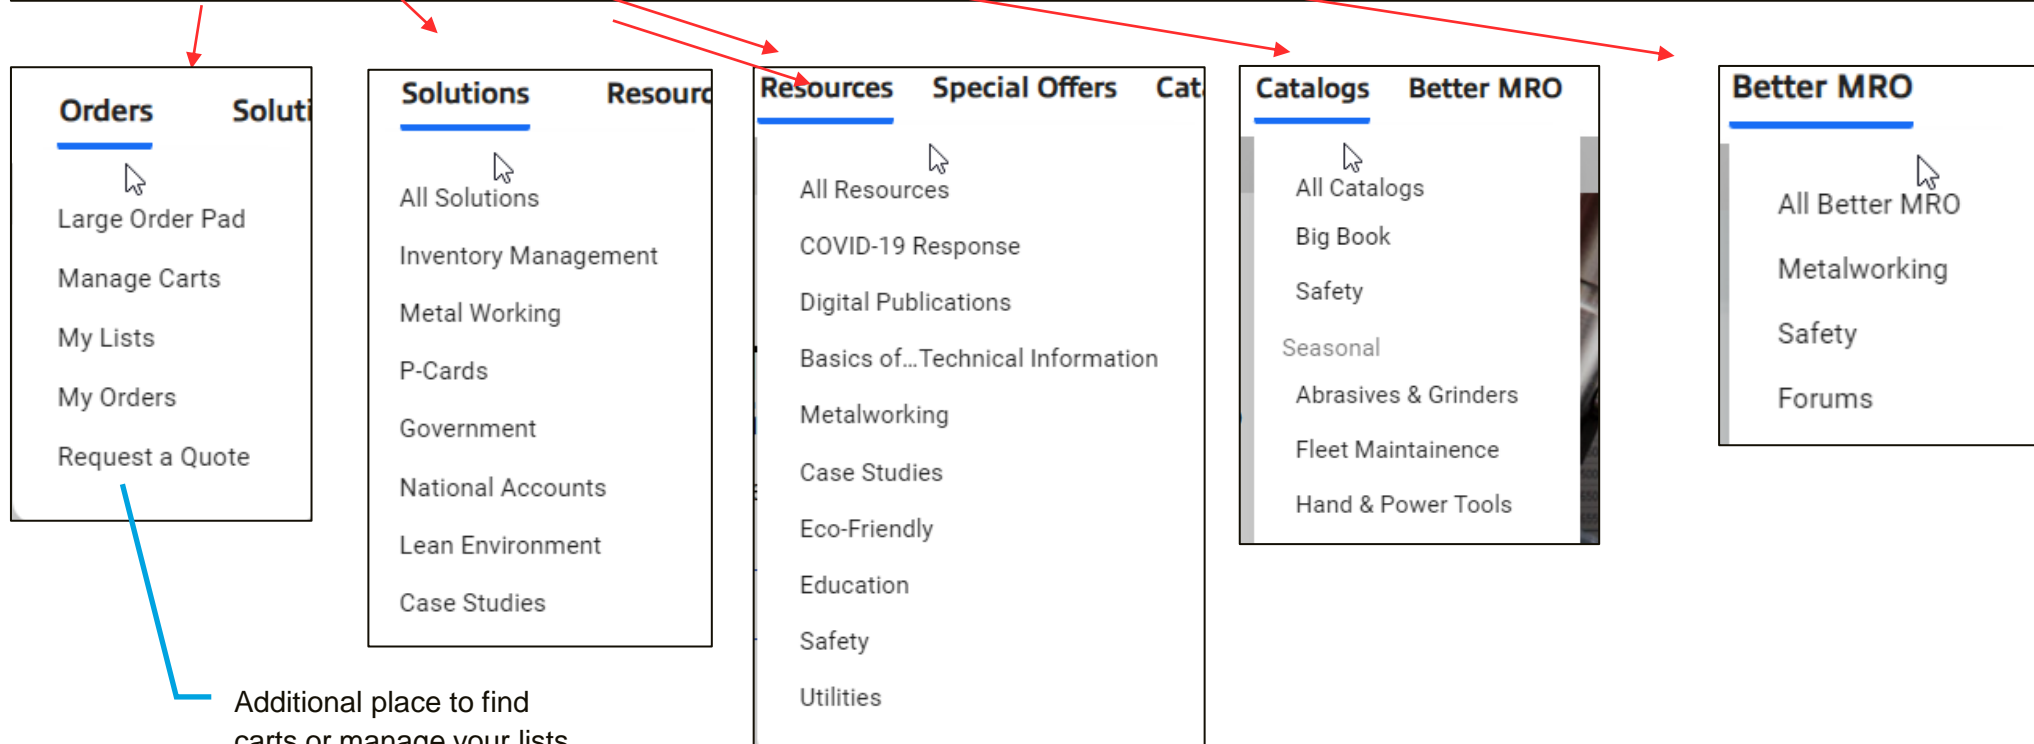 Orders Soluti
Large Order Pad
Manage Carts
My Lists
My Orders
Request a Quote
Additional place to find
carts or manage your lists
Solutions Resourc
All Solutions
Inventory Management
Metal Working
P-Cards
Government
National Accounts
Lean Environment
Case Studies
Resources Special Offers Cat
All Resources
COVID-19 Response
Digital Publications
Basics of...Technical Information
Metalworking
Case Studies
Eco-Friendly
Education
Safety
Utilities
Catalogs Better MRO
All Catalogs
Big Book
Safety
Seasonal
Abrasives & Grinders
Fleet Maintainence
Hand & Power Tools
Better MRO
All Better MRO
Metalworking
Safety
Forums